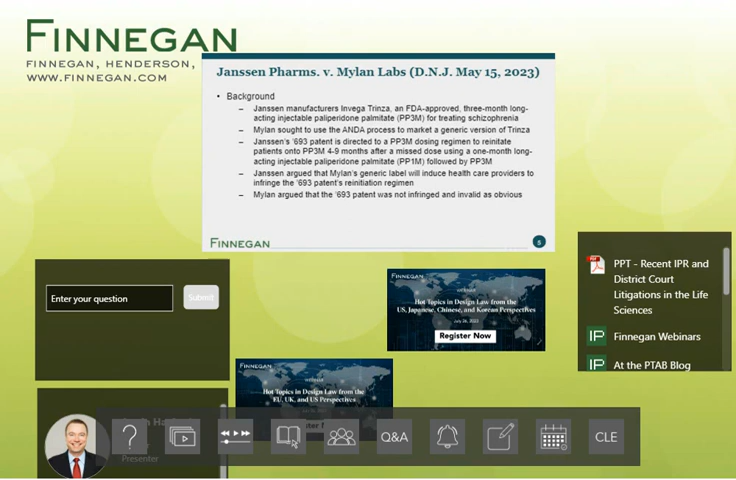 FINNEGAN
FINNEGAN, HENDERSON,
WWW.FINNEGAN.COM
Janssen Pharms. v. Mylan Labs (D.N.J. May 15, 2023)
• Background
– Janssen manufacturers Invega Trinza, an FDA-approved, three-month long-
acting injectable paliperidone palmitate (PP3M) for treating schizophrenia
– Mylan sought to use the ANDA process to market a generic version of Trinza
– Janssen's '693 patent is directed to a PP3M dosing regimen to reinitate
patients onto PP3M 4-9 months after a missed dose using a one-month long-
acting injectable paliperidone palmitate (PP1M) followed by PP3M
– Janssen argued that Mylan's generic label will induce health care providers to
infringe the '693 patent's reinitiation regimen
– Mylan argued that the '693 patent was not infringed and invalid as obvious
FINNEGAN
5
Enter your question
Submit
FINNEGAN
WEBINAR
Hot Topics in Design Law from the
US, Japanese, Chinese, and Korean Perspectives
July 26, 2023
Register Now
PPT - Recent IPR and
District Court
Litigations in the Life
Sciences
IP Finnegan Webinars
IP At the PTAB Blog
FINNEGAN
WEBINAR
Hot Topics in Design Law from the
EU, UK, and US Perspectives
Presenter
?
Q&A
CLE